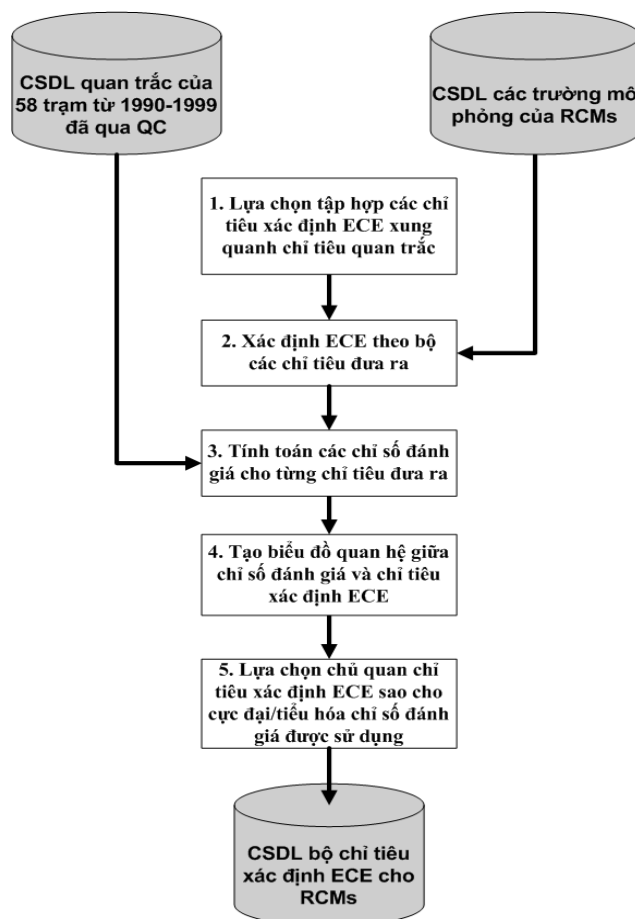 CSDL quan trắc của
58 trạm từ 1990-1999
đã qua QC
CSDL các trường mô
phỏng của RCMs
1. Lựa chọn tập hợp các chỉ
tiêu xác định ECE xung
quanh chỉ tiêu quan trắc
2. Xác định ECE theo bộ
các chỉ tiêu đưa ra
3. Tính toán các chỉ số đánh
giá cho từng chỉ tiêu đưa ra
4. Tạo biểu đồ quan hệ giữa
chỉ số đánh giá và chỉ tiêu
xác định ECE
5. Lựa chọn chủ quan chỉ
tiêu xác định ECE sao cho
cực đại/tiểu hóa chỉ số đánh
giá được sử dụng
CSDL bộ chỉ tiêu
xác định ECE cho
RCMs